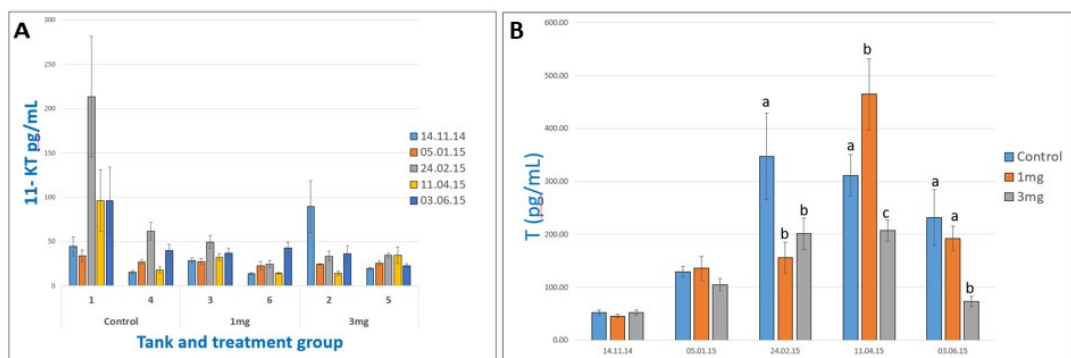 A
11- KT pg/mL
300
250
200
150
100
50
0
14.11.14
05.01.15
24.02.15
11.04.15
03.06.15
1 4 3 6 2 5
Control 1mg 3mg
Tank and treatment group
B
T (pg/mL)
600.00
500.00
400.00
300.00
200.00
100.00
0.00
a b b
a b c
a a b
Control
1mg
3mg
14.11.14 05.01.15 24.02.15 11.04.15 03.06.15